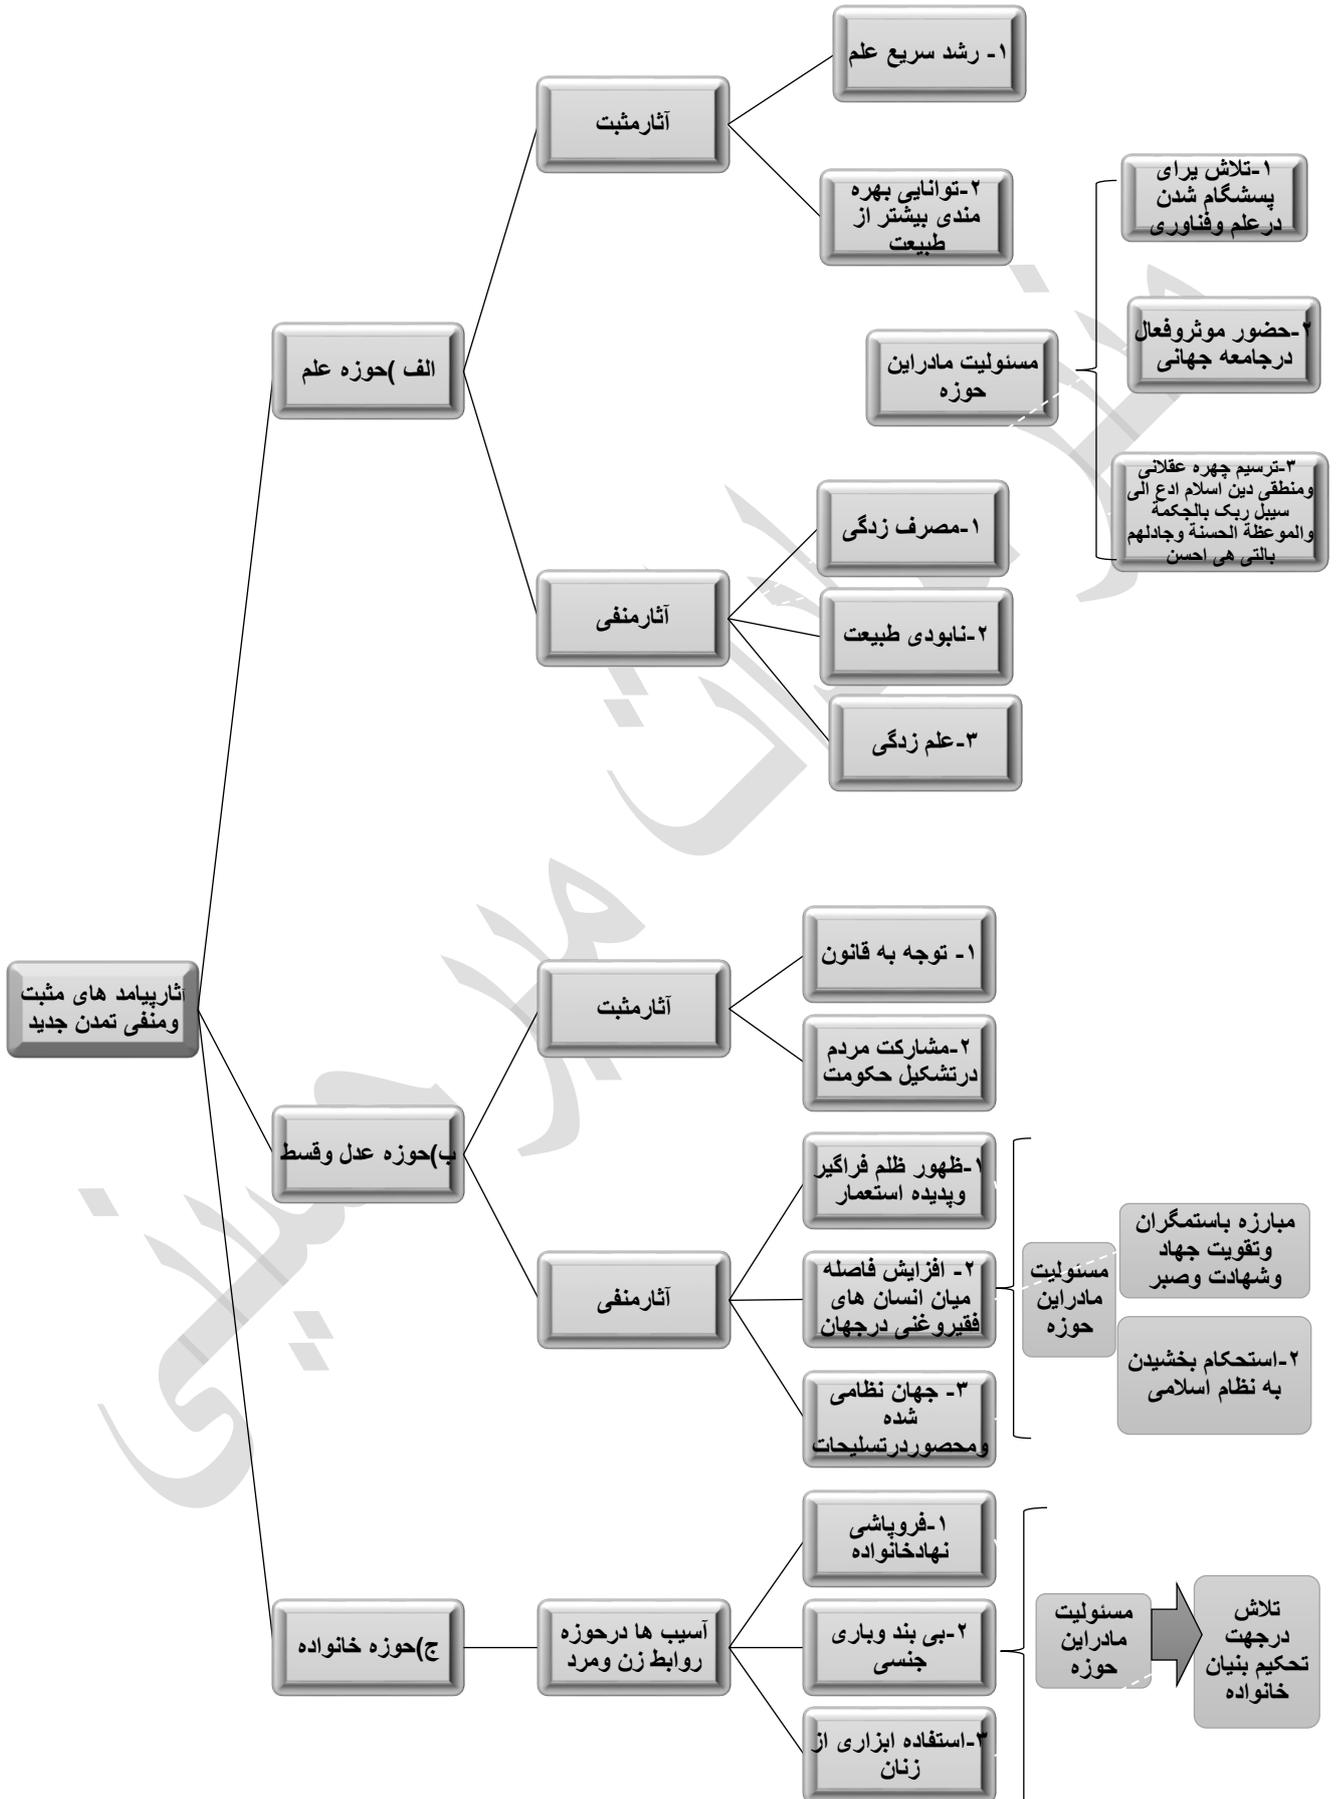 آثارپیامد های مثبت
ومنفی تمدن جدید
الف )حوزه علم
آثارمثبت
۱- رشد سریع علم
۲-توانایی بهره
مندی بیشتر از
طبیعت
مسئولیت مادراین
حوزه
۱-تلاش یرای
پسشگام شدن
درعلم وفناوری
۲-حضور موثروفعال
درجامعه جهانی
۳-ترسیم چهره عقلانی
ومنطقی دین اسلام ادع الی
سبیل ربک بالجکمة
والموعظة الحسنة وجادلهم
بالتی هی احسن
آثارمنفی
۱-مصرف زدگی
۲-نابودی طبیعت
۳-علم زدگی
ب)حوزه عدل وقسط
آثارمثبت
۱- توجه به قانون
۲-مشارکت مردم
درتشکیل حکومت
آثارمنفی
۱-ظهور ظلم فراگیر
وپدیده استعمار
۲- افزایش فاصله
میان انسان های
فقیروغنی درجهان
۳- جهان نظامی
شده
ومحصوردرتسلیحات
مسئولیت
مادراین
حوزه
مبارزه باستمگران
وتقویت جهاد
وشهادت وصبر
۲-استحکام بخشیدن
به نظام اسلامی
ج)حوزه خانواده
آسیب ها درحوزه
روابط زن ومرد
۱-فروپاشی
نهادخانواده
۲-بی بند وباری
جنسی
۳-استفاده ابزاری از
زنان
مسئولیت
مادراین
حوزه
تلاش
درجهت
تحکیم بنیان
خانواده